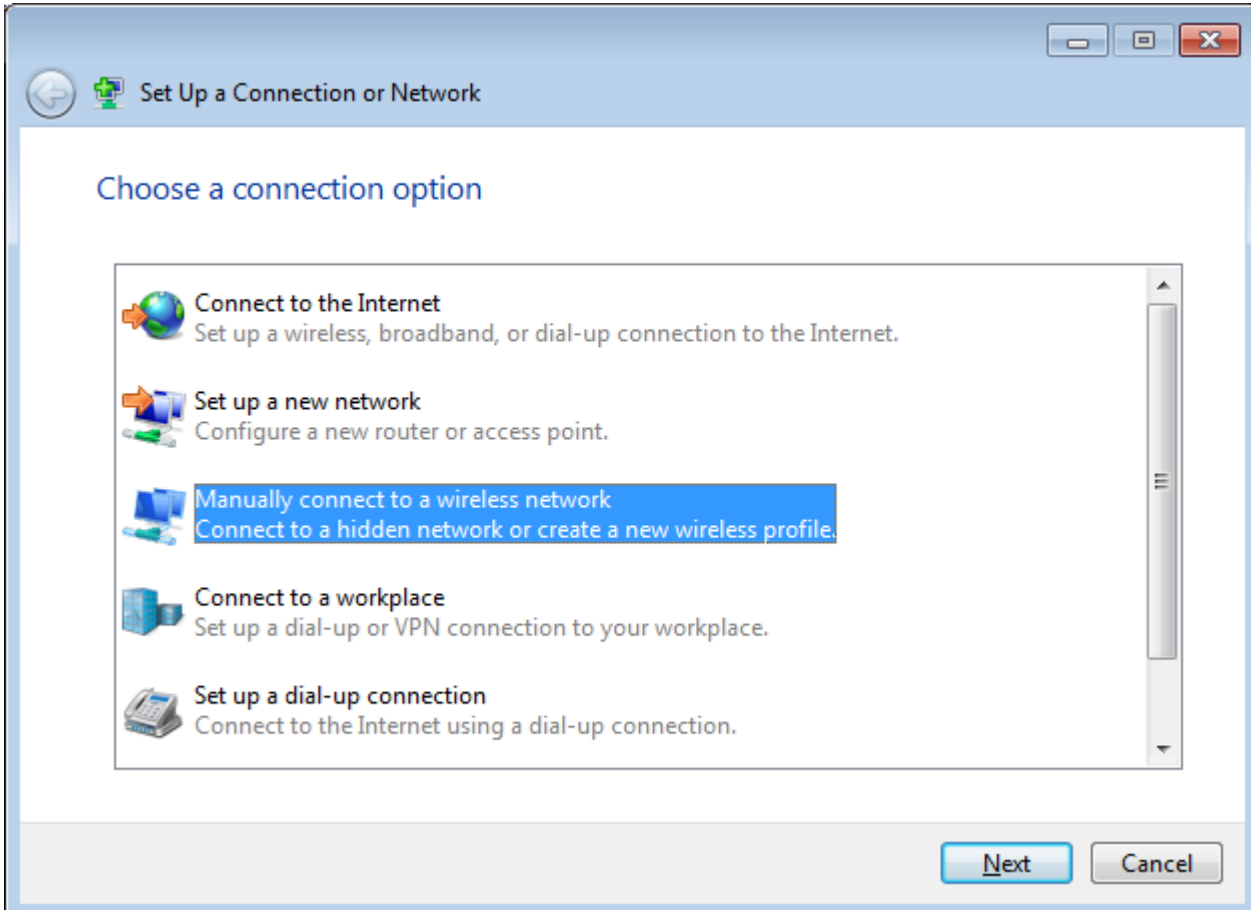 Set Up a Connection or Network
Choose a connection option
Connect to the Internet
Set up a wireless, broadband, or dial-up connection to the Internet.
Set up a new network
Configure a new router or access point.
Manually connect to a wireless network
Connect to a hidden network or create a new wireless profile.
Connect to a workplace
Set up a dial-up or VPN connection to your workplace.
Set up a dial-up connection
Connect to the Internet using a dial-up connection.
Next
Cancel